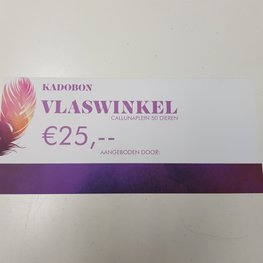 KADOBON
VLASWINKEL
CALLUNAPLEIN 50 DIEREN
€25,--
AANGEBODEN DOOR: